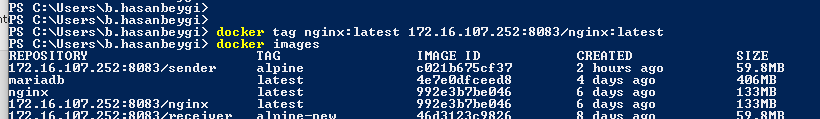 PS C:\Users\b.hasanbeygi>
PS C:\Users\b.hasanbeygi>
PS C:\Users\b.hasanbeygi> docker tag nginx:latest 172.16.107.252:8083/nginx:latest
PS C:\Users\b.hasanbeygi> docker images
REPOSITORY TAG IMAGE ID CREATED SIZE
172.16.107.252:8083/sender alpine c021b675cf37 2 hours ago 59.8MB
mariadb latest 4e7e0dfceed8 4 days ago 406MB
nginx latest 992e3b7be046 6 days ago 133MB
172.16.107.252:8083/nginx latest 992e3b7be046 6 days ago 133MB
172.16.107.252:8083/receiver alpine-new 46d3123c9826 8 days ago 59.8MB